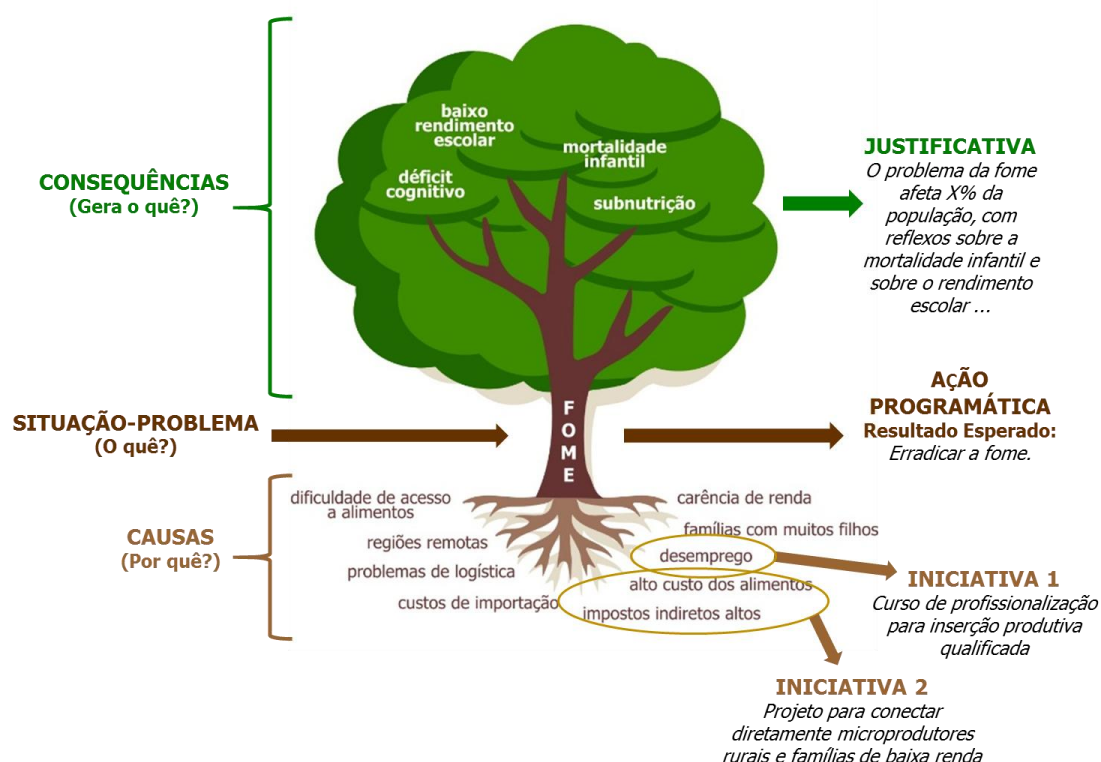 baixo
rendimento
escolar
mortalidade
infantil
déficit
cognitivo
subnutrição
CONSEQUÊNCIAS
(Gera o quê?)
JUSTIFICATIVA
O problema da fome
afeta X% da
população, com
reflexos sobre a
mortalidade infantil e
sobre o rendimento
escolar ...
SITUAÇÃO-PROBLEMA
(O quê?)
FOME
AÇÃO
PROGRAMÁTICA
Resultado Esperado:
Erradicar a fome.
CAUSAS
(Por quê?)
dificuldade de acesso
a alimentos
regiões remotas
problemas de logística
custos de importação
carência de renda
famílias com muitos filhos
desemprego
alto custo dos alimentos
impostos indiretos altos
INICIATIVA 1
Curso de profissionalização
para inserção produtiva
qualificada
INICIATIVA 2
Projeto para conectar
diretamente microprodutores
rurais e famílias de baixa renda